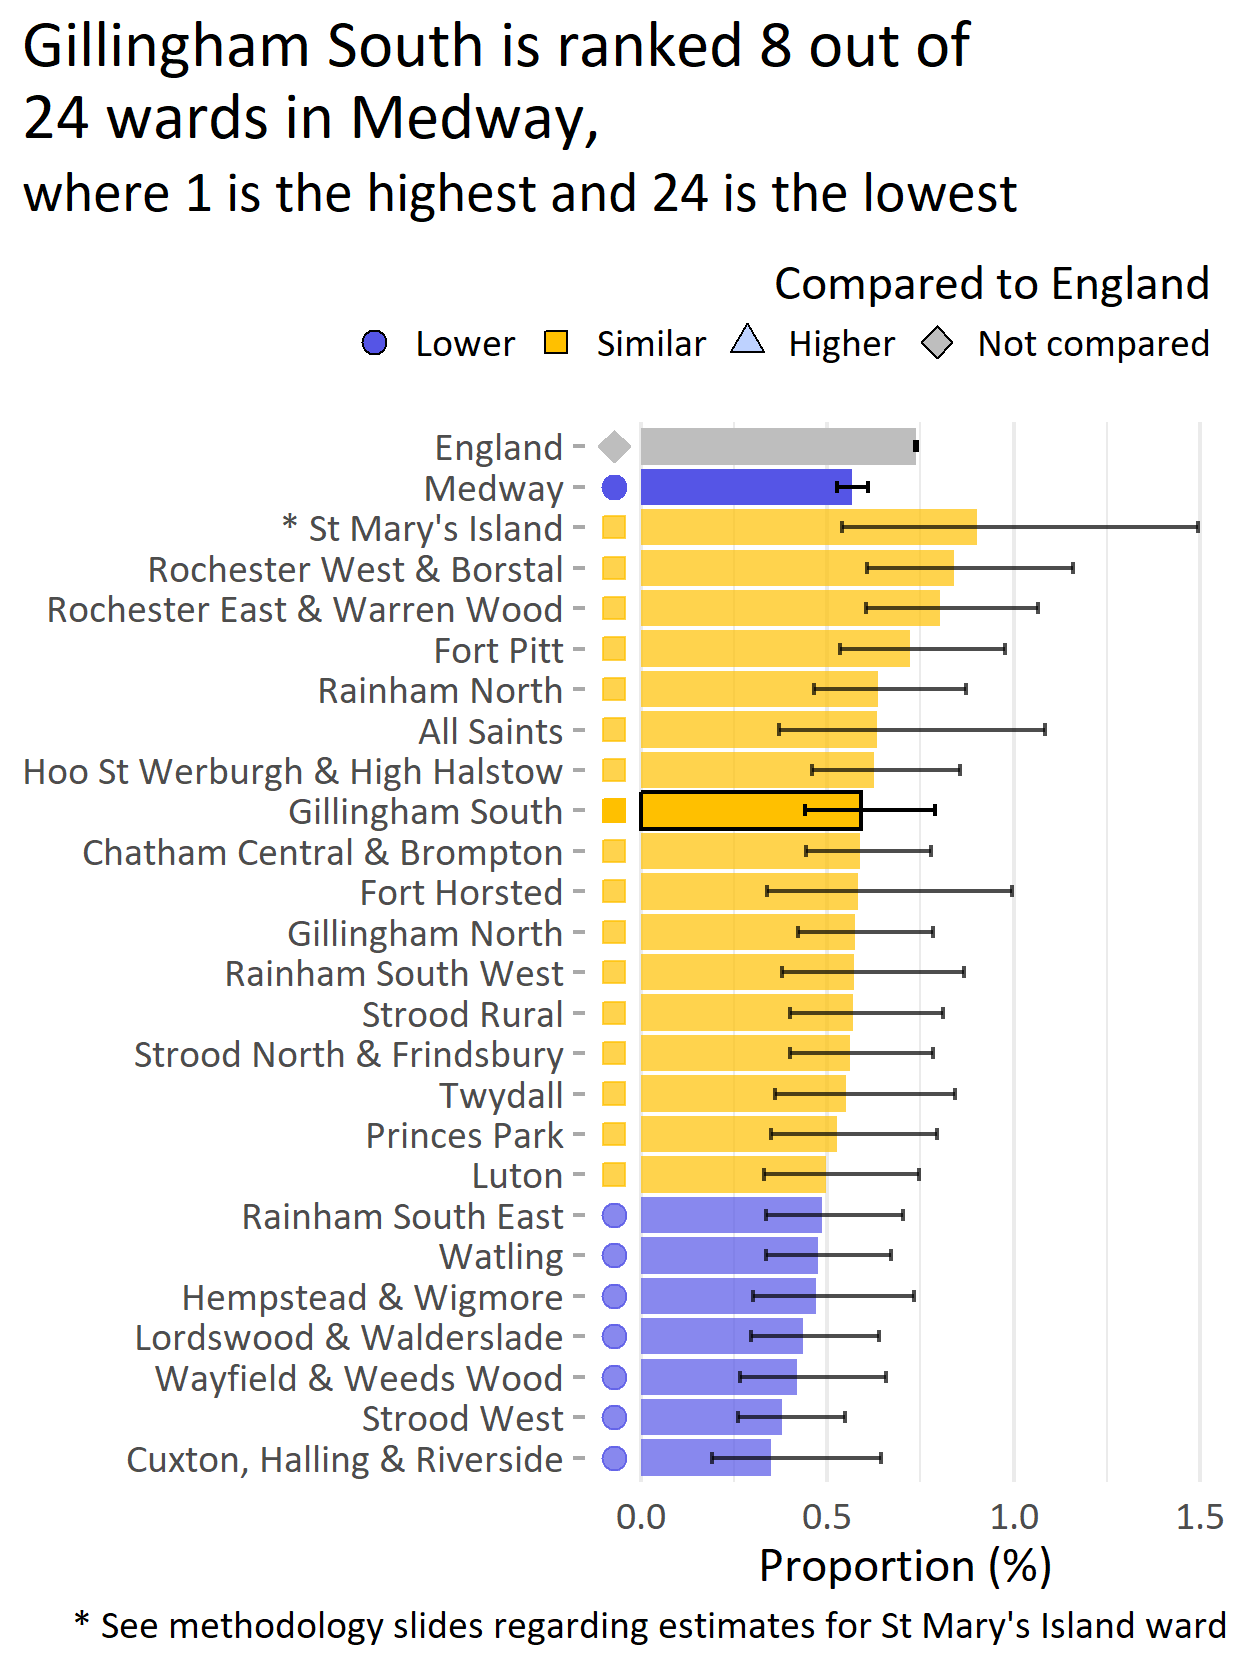 Gillingham South is ranked 8 out of
24 wards in Medway,
where 1 is the highest and 24 is the lowest
Compared to England
Lower Similar Higher Not compared
England
Medway
* St Mary's Island
Rochester West & Borstal
Rochester East & Warren Wood
Fort Pitt
Rainham North
All Saints
Hoo St Werburgh & High Halstow
Gillingham South
Chatham Central & Brompton
Fort Horsted
Gillingham North
Rainham South West
Strood Rural
Strood North & Frindsbury
Twydall
Princes Park
Luton
Rainham South East
Watling
Hempstead & Wigmore
Lordswood & Walderslade
Wayfield & Weeds Wood
Strood West
Cuxton, Halling & Riverside
0.0 0.5 1.0 1.5
Proportion (%)
* See methodology slides regarding estimates for St Mary's Island ward